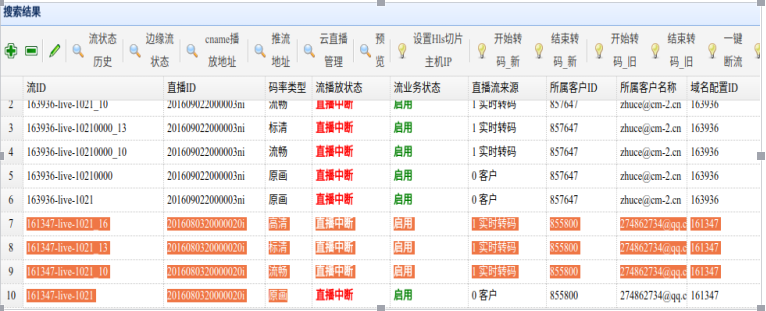 搜索结果
流状态历史 边缘流状态 cname播放地址 推流地址 云直播管理 预览 设置Hls切片主机IP 开始转码_新 结束转码_新 开始转码_旧 结束转码_旧 一键断流
流ID 直播ID 码率类型 流播放状态 流业务状态 直播流来源 所属客户ID 所属客户名称 域名配置ID
2 163936-live-1021_10 201609022000003ni 流畅 直播中断 启用 1 实时转码 857647 zhuce@cm-2.cn 163936
3 163936-live-10210000_13 201609022000003ni 标清 直播中断 启用 1 实时转码 857647 zhuce@cm-2.cn 163936
4 163936-live-10210000_10 201609022000003ni 流畅 直播中断 启用 1 实时转码 857647 zhuce@cm-2.cn 163936
5 163936-live-10210000 201609022000003ni 原画 直播中断 启用 0 客户 857647 zhuce@cm-2.cn 163936
6 163936-live-1021 201609022000003ni 原画 直播中断 启用 0 客户 857647 zhuce@cm-2.cn 163936
7 161347-live-1021_16 201608032000020i 高清 直播中断 启用 1 实时转码 855800 274862734@qq.c 161347
8 161347-live-1021_13 201608032000020i 标清 直播中断 启用 1 实时转码 855800 274862734@qq.c 161347
9 161347-live-1021_10 201608032000020i 流畅 直播中断 启用 1 实时转码 855800 274862734@qq.c 161347
10 161347-live-1021 201608032000020i 原画 直播中断 启用 0 客户 855800 274862734@qq.c 161347